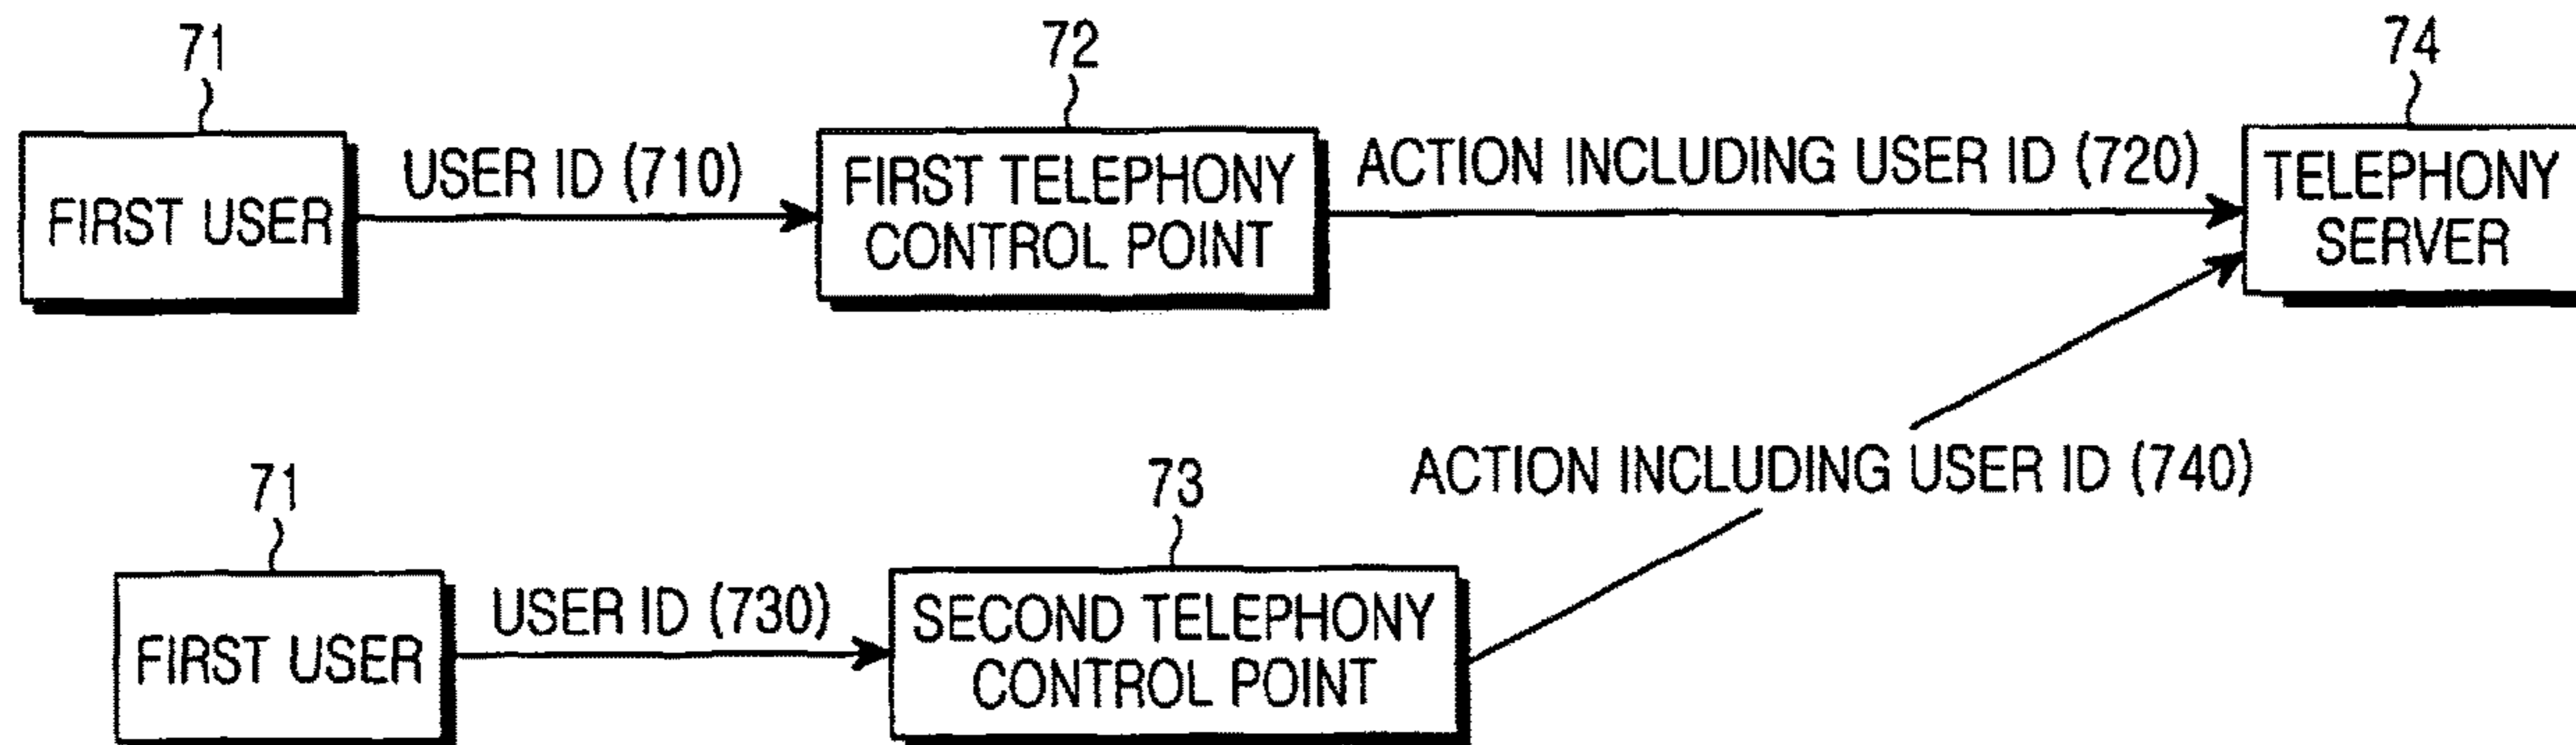 71
72
74
FIRST USER
USER ID (710)
FIRST TELEPHONY
CONTROL POINT
ACTION INCLUDING USER ID (720)
TELEPHONY
SERVER
71
73
ACTION INCLUDING USER ID (740)
FIRST USER
USER ID (730)
SECOND TELEPHONY
CONTROL POINT